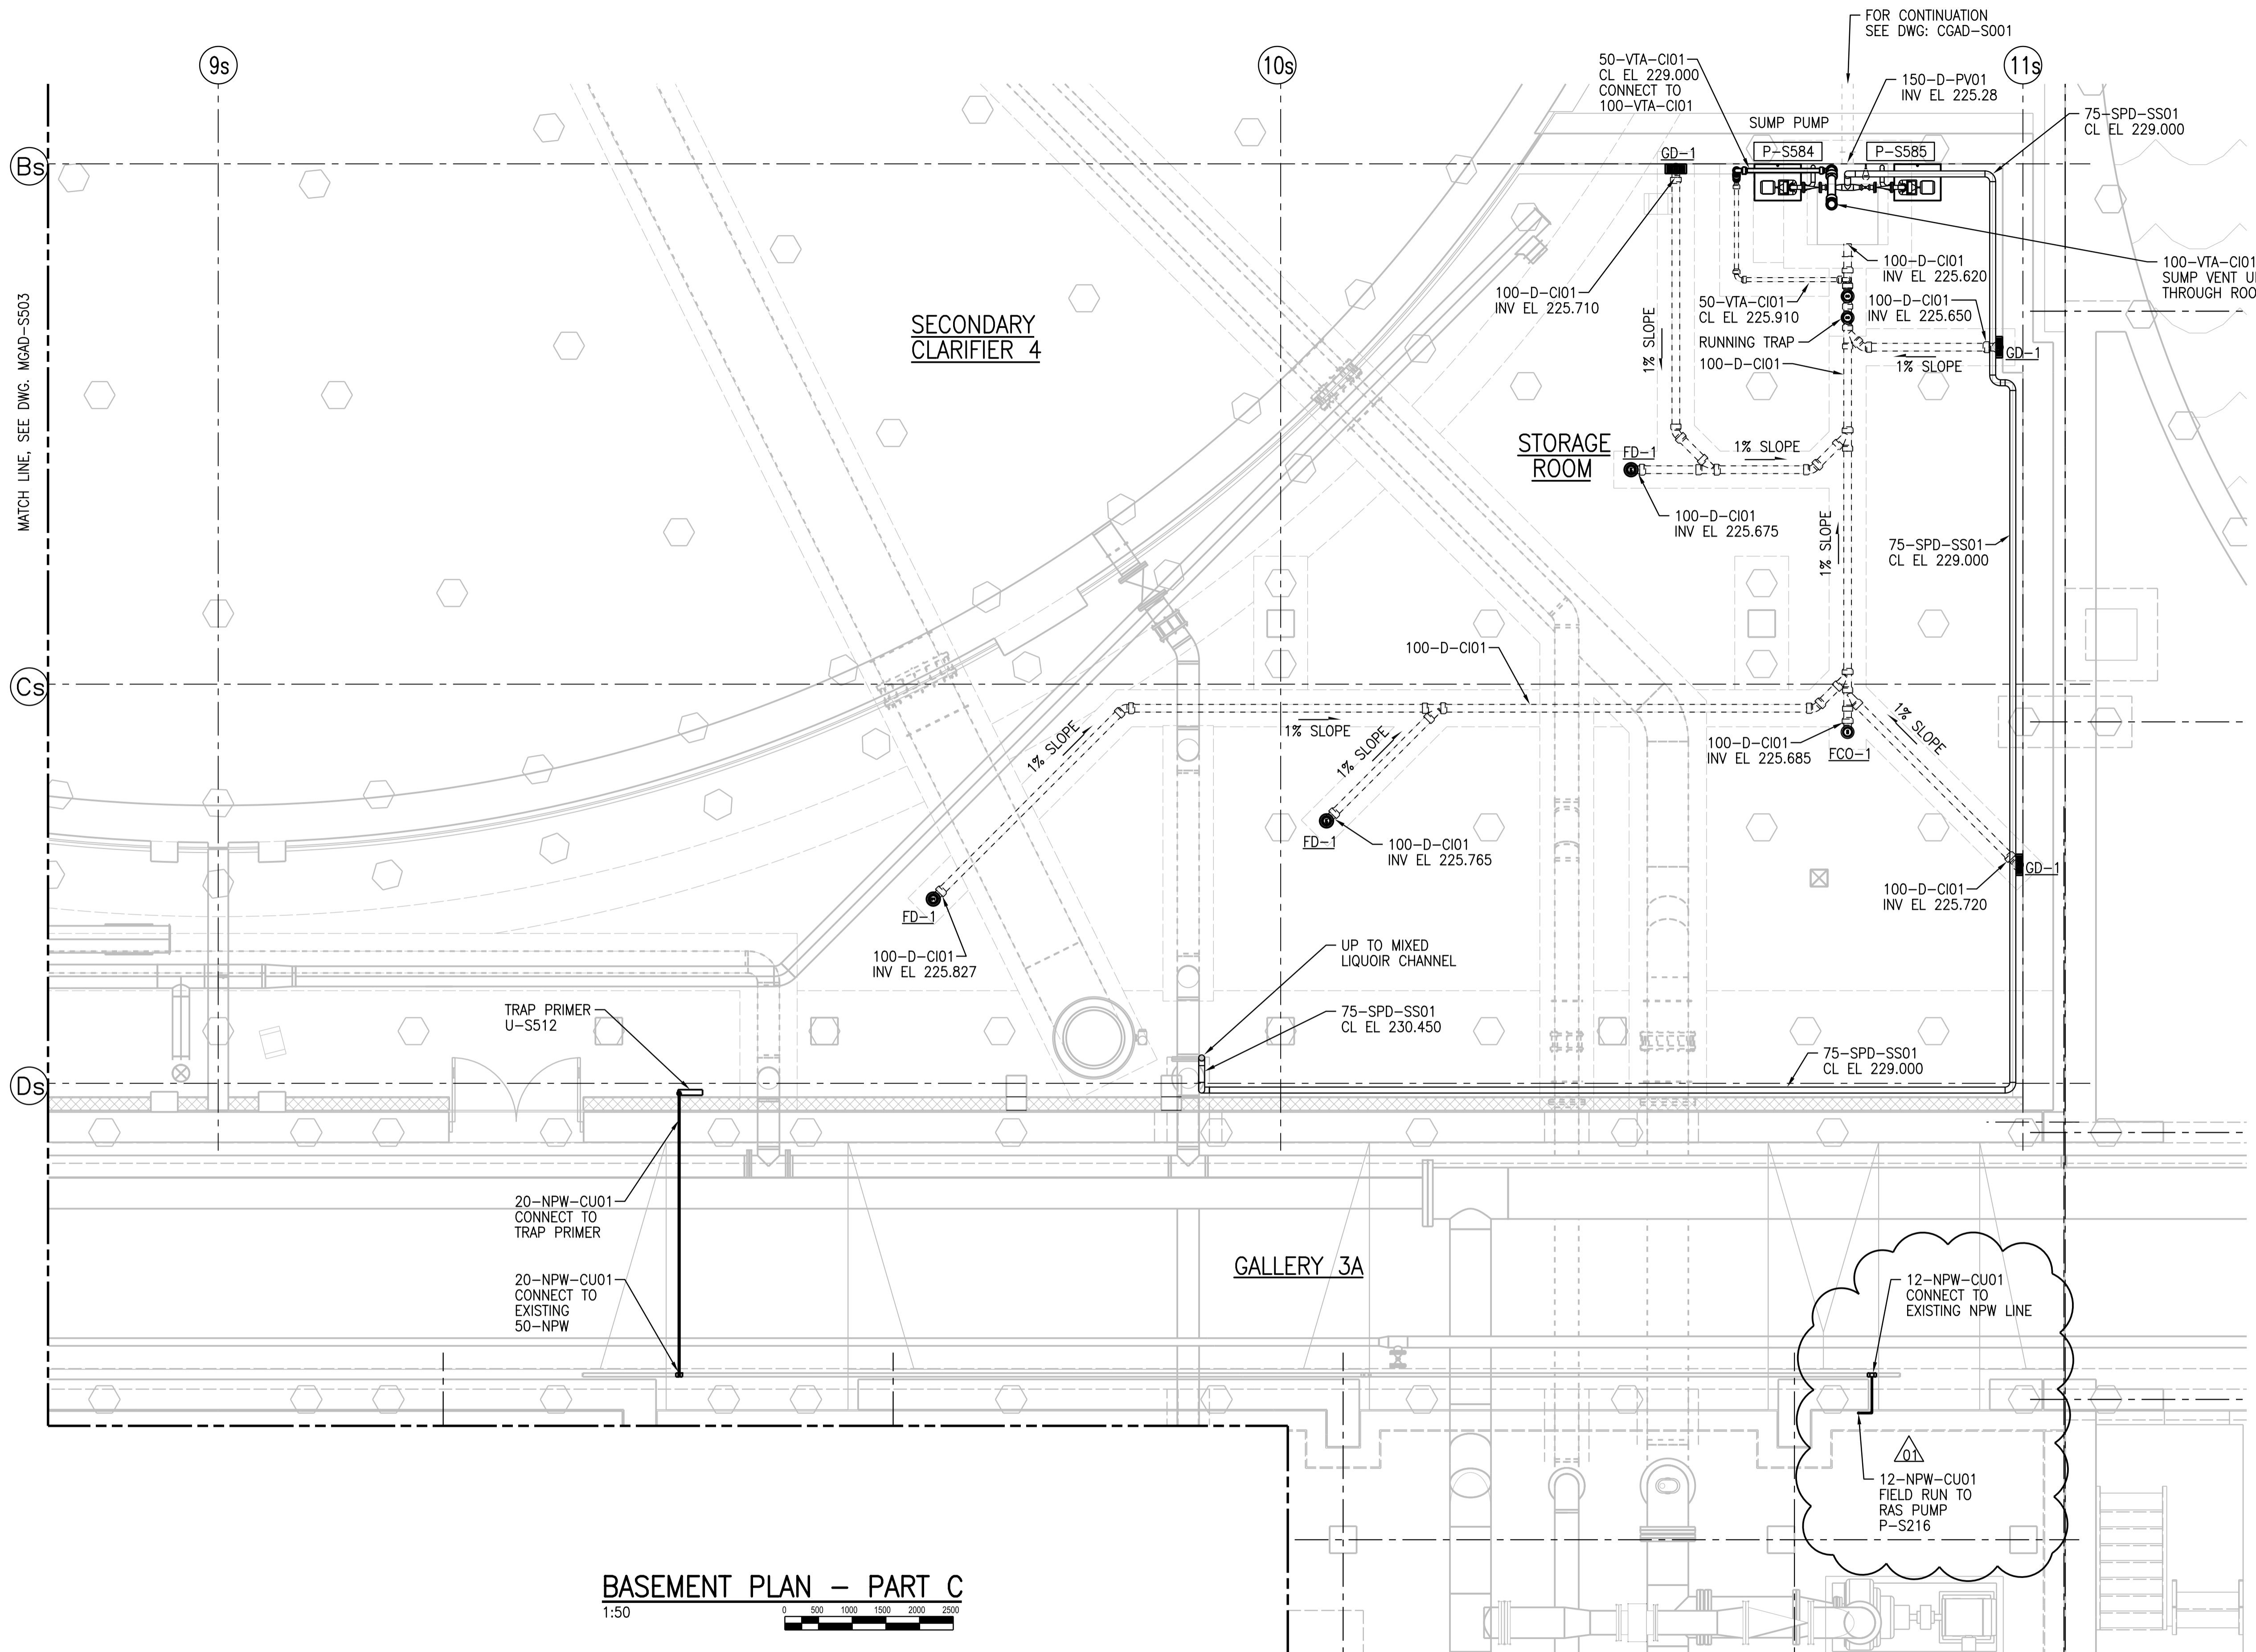 FOR CONTINUATION
SEE DWG: CGAD-S001
9s
10s
11s
50-VTA-CI01
CL EL 229.000
CONNECT TO
100-VTA-CI01
150-D-PV01
INV EL 225.28
75-SPD-SS01
CL EL 229.000
SUMP PUMP
P-S584
P-S585
GD-1
Bs
100-D-CI01
INV EL 225.710
100-D-CI01
INV EL 225.620
100-VTA-CI01
SUMP VENT U
THROUGH ROO
50-VTA-CI01
CL EL 225.910
100-D-CI01
INV EL 225.650
RUNNING TRAP
100-D-CI01
GD-1
1% SLOPE
1% SLOPE
MATCH LINE, SEE DWG. MGAD-S503
SECONDARY
CLARIFIER 4
STORAGE
ROOM
FD-1
1% SLOPE
100-D-CI01
INV EL 225.675
1% SLOPE
75-SPD-SS01
CL EL 229.000
Cs
100-D-CI01
1% SLOPE
1% SLOPE
1% SLOPE
1% SLOPE
100-D-CI01
INV EL 225.685
FCO-1
FD-1
100-D-CI01
INV EL 225.765
GD-1
100-D-CI01
INV EL 225.720
FD-1
100-D-CI01
INV EL 225.827
UP TO MIXED
LIQUOIR CHANNEL
TRAP PRIMER
U-S512
75-SPD-SS01
CL EL 230.450
75-SPD-SS01
CL EL 229.000
Ds
20-NPW-CU01
CONNECT TO
TRAP PRIMER
GALLERY 3A
20-NPW-CU01
CONNECT TO
EXISTING
50-NPW
12-NPW-CU01
CONNECT TO
EXISTING NPW LINE
01
12-NPW-CU01
FIELD RUN TO
RAS PUMP
P-S216
BASEMENT PLAN - PART C
1:50
0 500 1000 1500 2000 2500